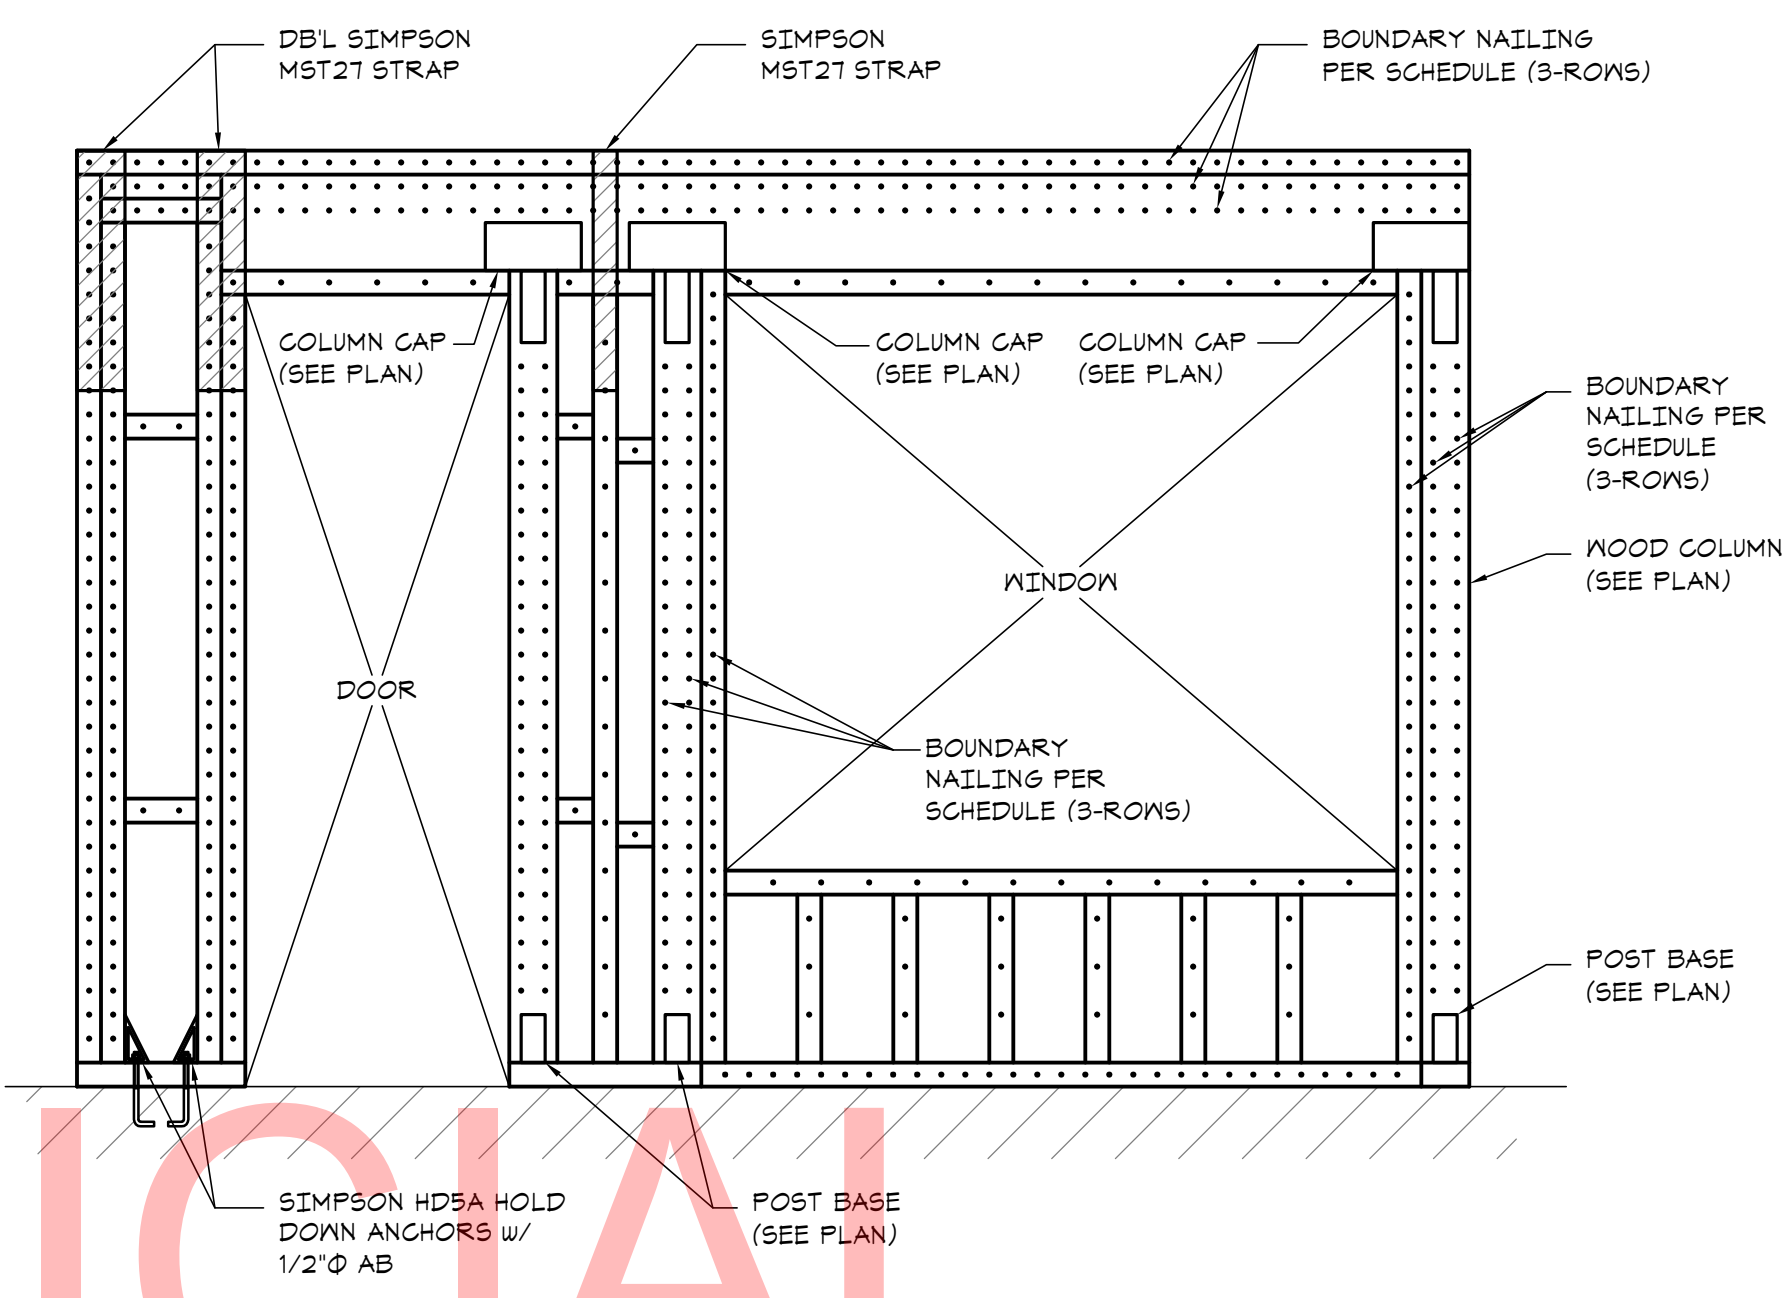 DB'L SIMPSON
MST27 STRAP
SIMPSON
MST27 STRAP
BOUNDARY NAILING
PER SCHEDULE (3-ROWS)
COLUMN CAP
(SEE PLAN)
COLUMN CAP
(SEE PLAN)
COLUMN CAP
(SEE PLAN)
BOUNDARY
NAILING PER
SCHEDULE
(3-ROWS)
WOOD COLUMN
(SEE PLAN)
WINDOW
DOOR
BOUNDARY
NAILING PER
SCHEDULE (3-ROWS)
POST BASE
(SEE PLAN)
SIMPSON HD5A HOLD
DOWN ANCHORS W/
1/2"Φ AB
POST BASE
(SEE PLAN)
ICIAL